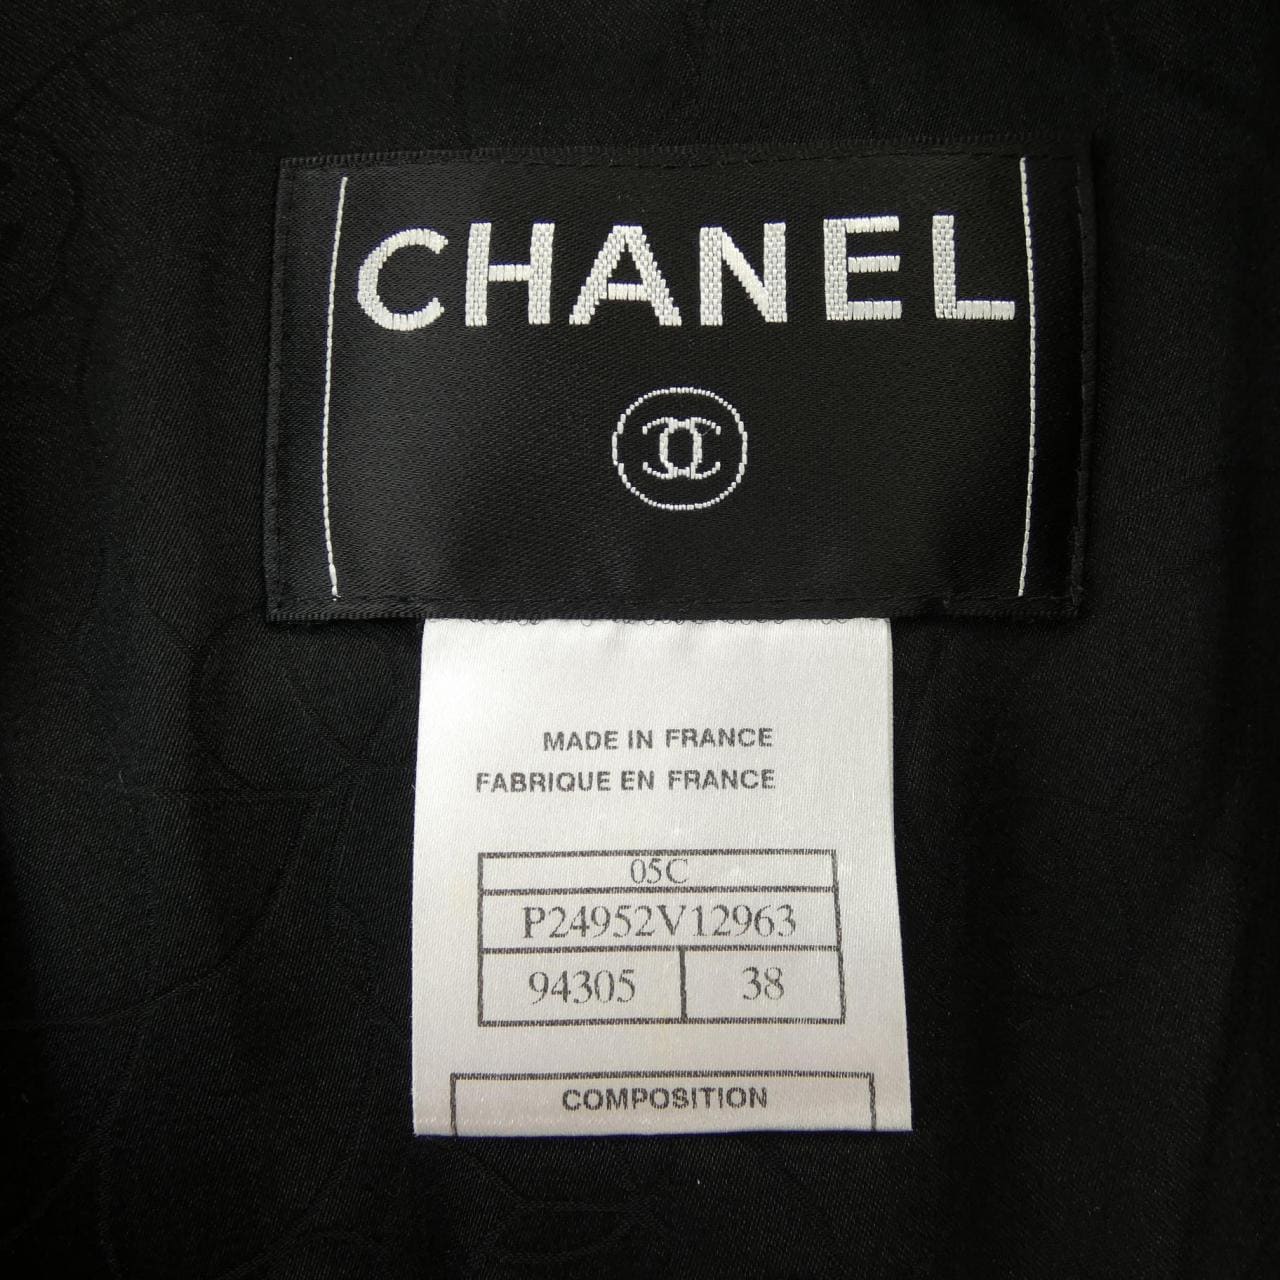 CHANEL
MADE IN FRANCE
FABRIQUE EN FRANCE
05C
P24952V12963
94305 38
COMPOSITION